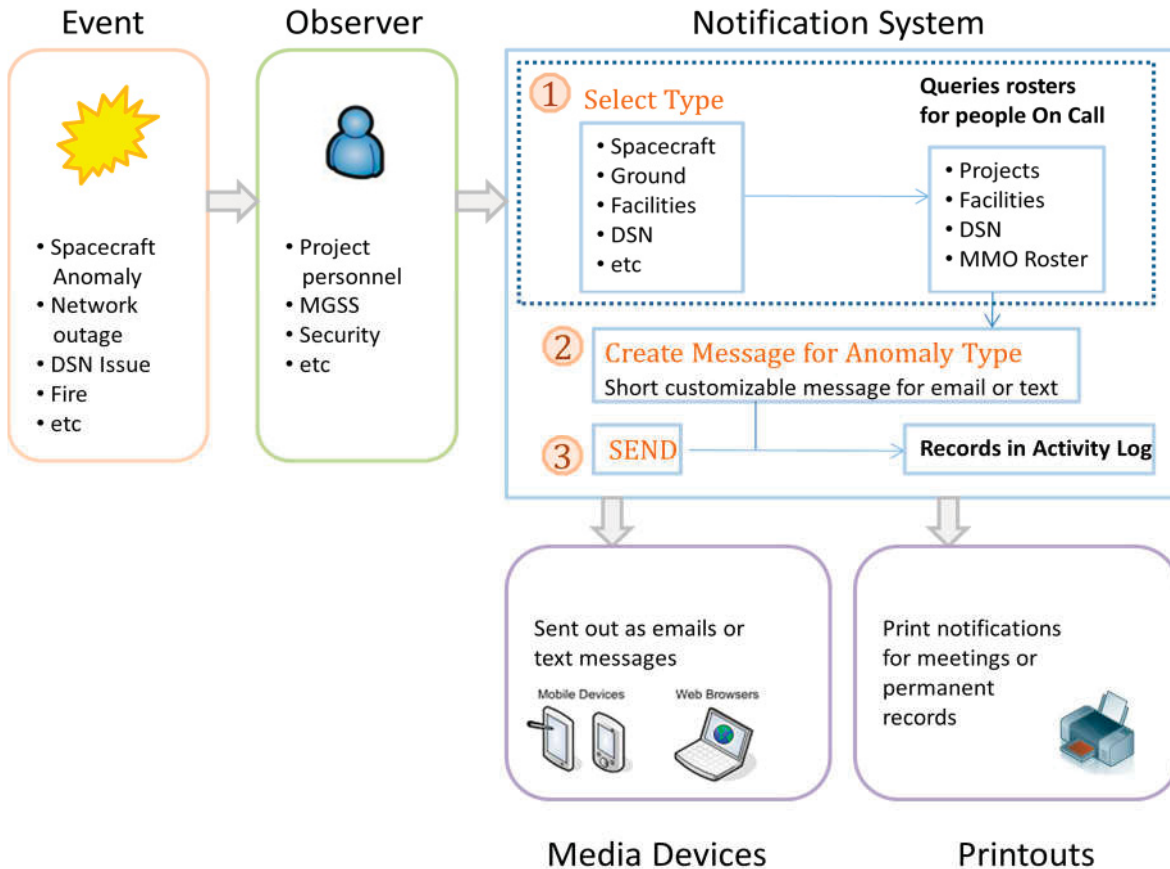 Event
Observer
Notification System
• Spacecraft
Anomaly
• Network
outage
• DSN Issue
• Fire
• etc
• Project
personnel
• MGSS
• Security
• etc
1 Select Type
• Spacecraft
• Ground
• Facilities
• DSN
• etc
Queries rosters
for people On Call
• Projects
• Facilities
• DSN
• MMO Roster
2 Create Message for Anomaly Type
Short customizable message for email or text
3 SEND
Records in Activity Log
Sent out as emails or
text messages
Mobile Devices
Web Browsers
Print notifications
for meetings or
permanent
records
Media Devices
Printouts